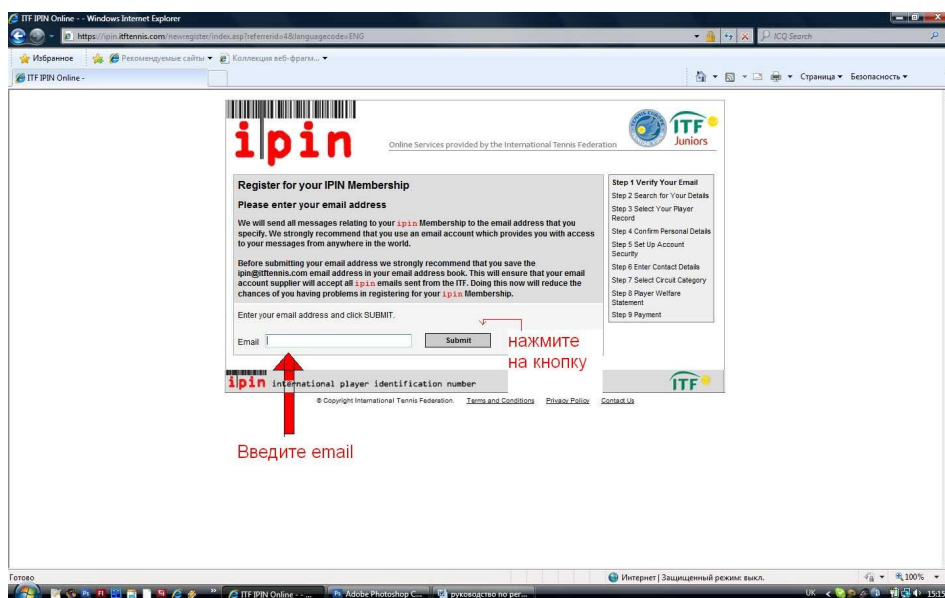 ITF IPIN Online - - Windows Internet Explorer
https://ipin.itftennis.com/newregister/index.asp?referrerid=4&languagecode=ENG
ICQ Search
Избранное
Рекомендуемые сайты
Коллекция веб-фрагм...
ITF IPIN Online -
Страница
Безопасность
ipin
Online Services provided by the International Tennis Federation
ITF
Juniors
Register for your IPIN Membership
Please enter your email address
We will send all messages relating to your ipin Membership to the email address that you
specify. We strongly recommend that you use an email account which provides you with access
to your messages from anywhere in the world.
Before submitting your email address we strongly recommend that you save the
ipin@itftennis.com email address in your email address book. This will ensure that your email
account supplier will accept all ipin emails sent from the ITF. Doing this now will reduce the
chances of you having problems in registering for your ipin Membership.
Enter your email address and click SUBMIT.
Email
Submit
нажмите
на кнопку
Step 1 Verify Your Email
Step 2 Search for Your Details
Step 3 Select Your Player
Record
Step 4 Confirm Personal Details
Step 5 Set Up Account
Security
Step 6 Enter Contact Details
Step 7 Select Circuit Category
Step 8 Player Welfare
Statement
Step 9 Payment
ipin international player identification number
ITF
© Copyright International Tennis Federation. Terms and Conditions Privacy Policy Contact Us
Введите email
Готово
Интернет | Защищенный режим: выкл.
100%
ITF IPIN Online - - ...
Adobe Photoshop C...
руководство по рег...
UK
15:15